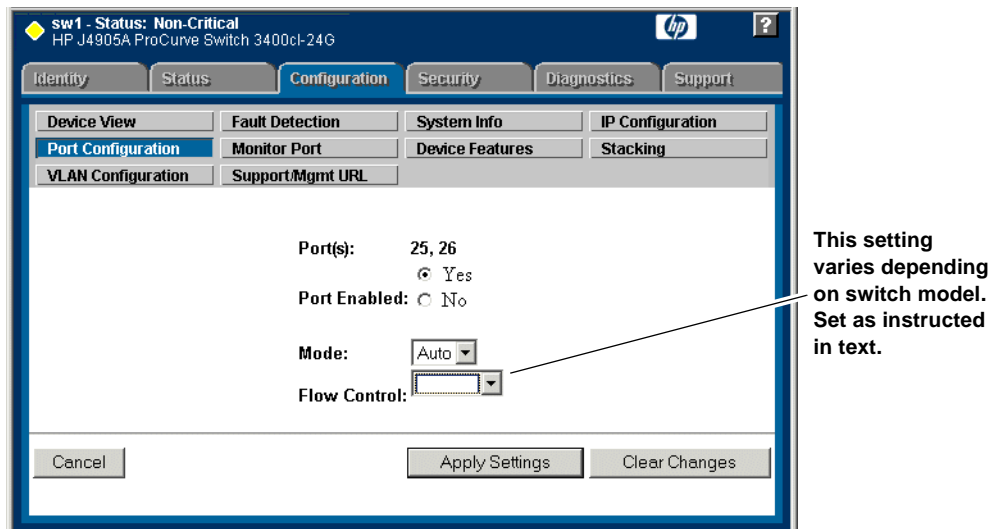 sw1 - Status: Non-Critical
HP J4905A ProCurve Switch 3400cl-24G
hp
?
Identity Status Configuration Security Diagnostics Support
Device View Fault Detection System Info IP Configuration
Port Configuration Monitor Port Device Features Stacking
VLAN Configuration Support/Mgmt URL
Port(s): 25, 26
Yes
Port Enabled: No
Mode: Auto
Flow Control:
Cancel Apply Settings Clear Changes
This setting
varies depending
on switch model.
Set as instructed
in text.